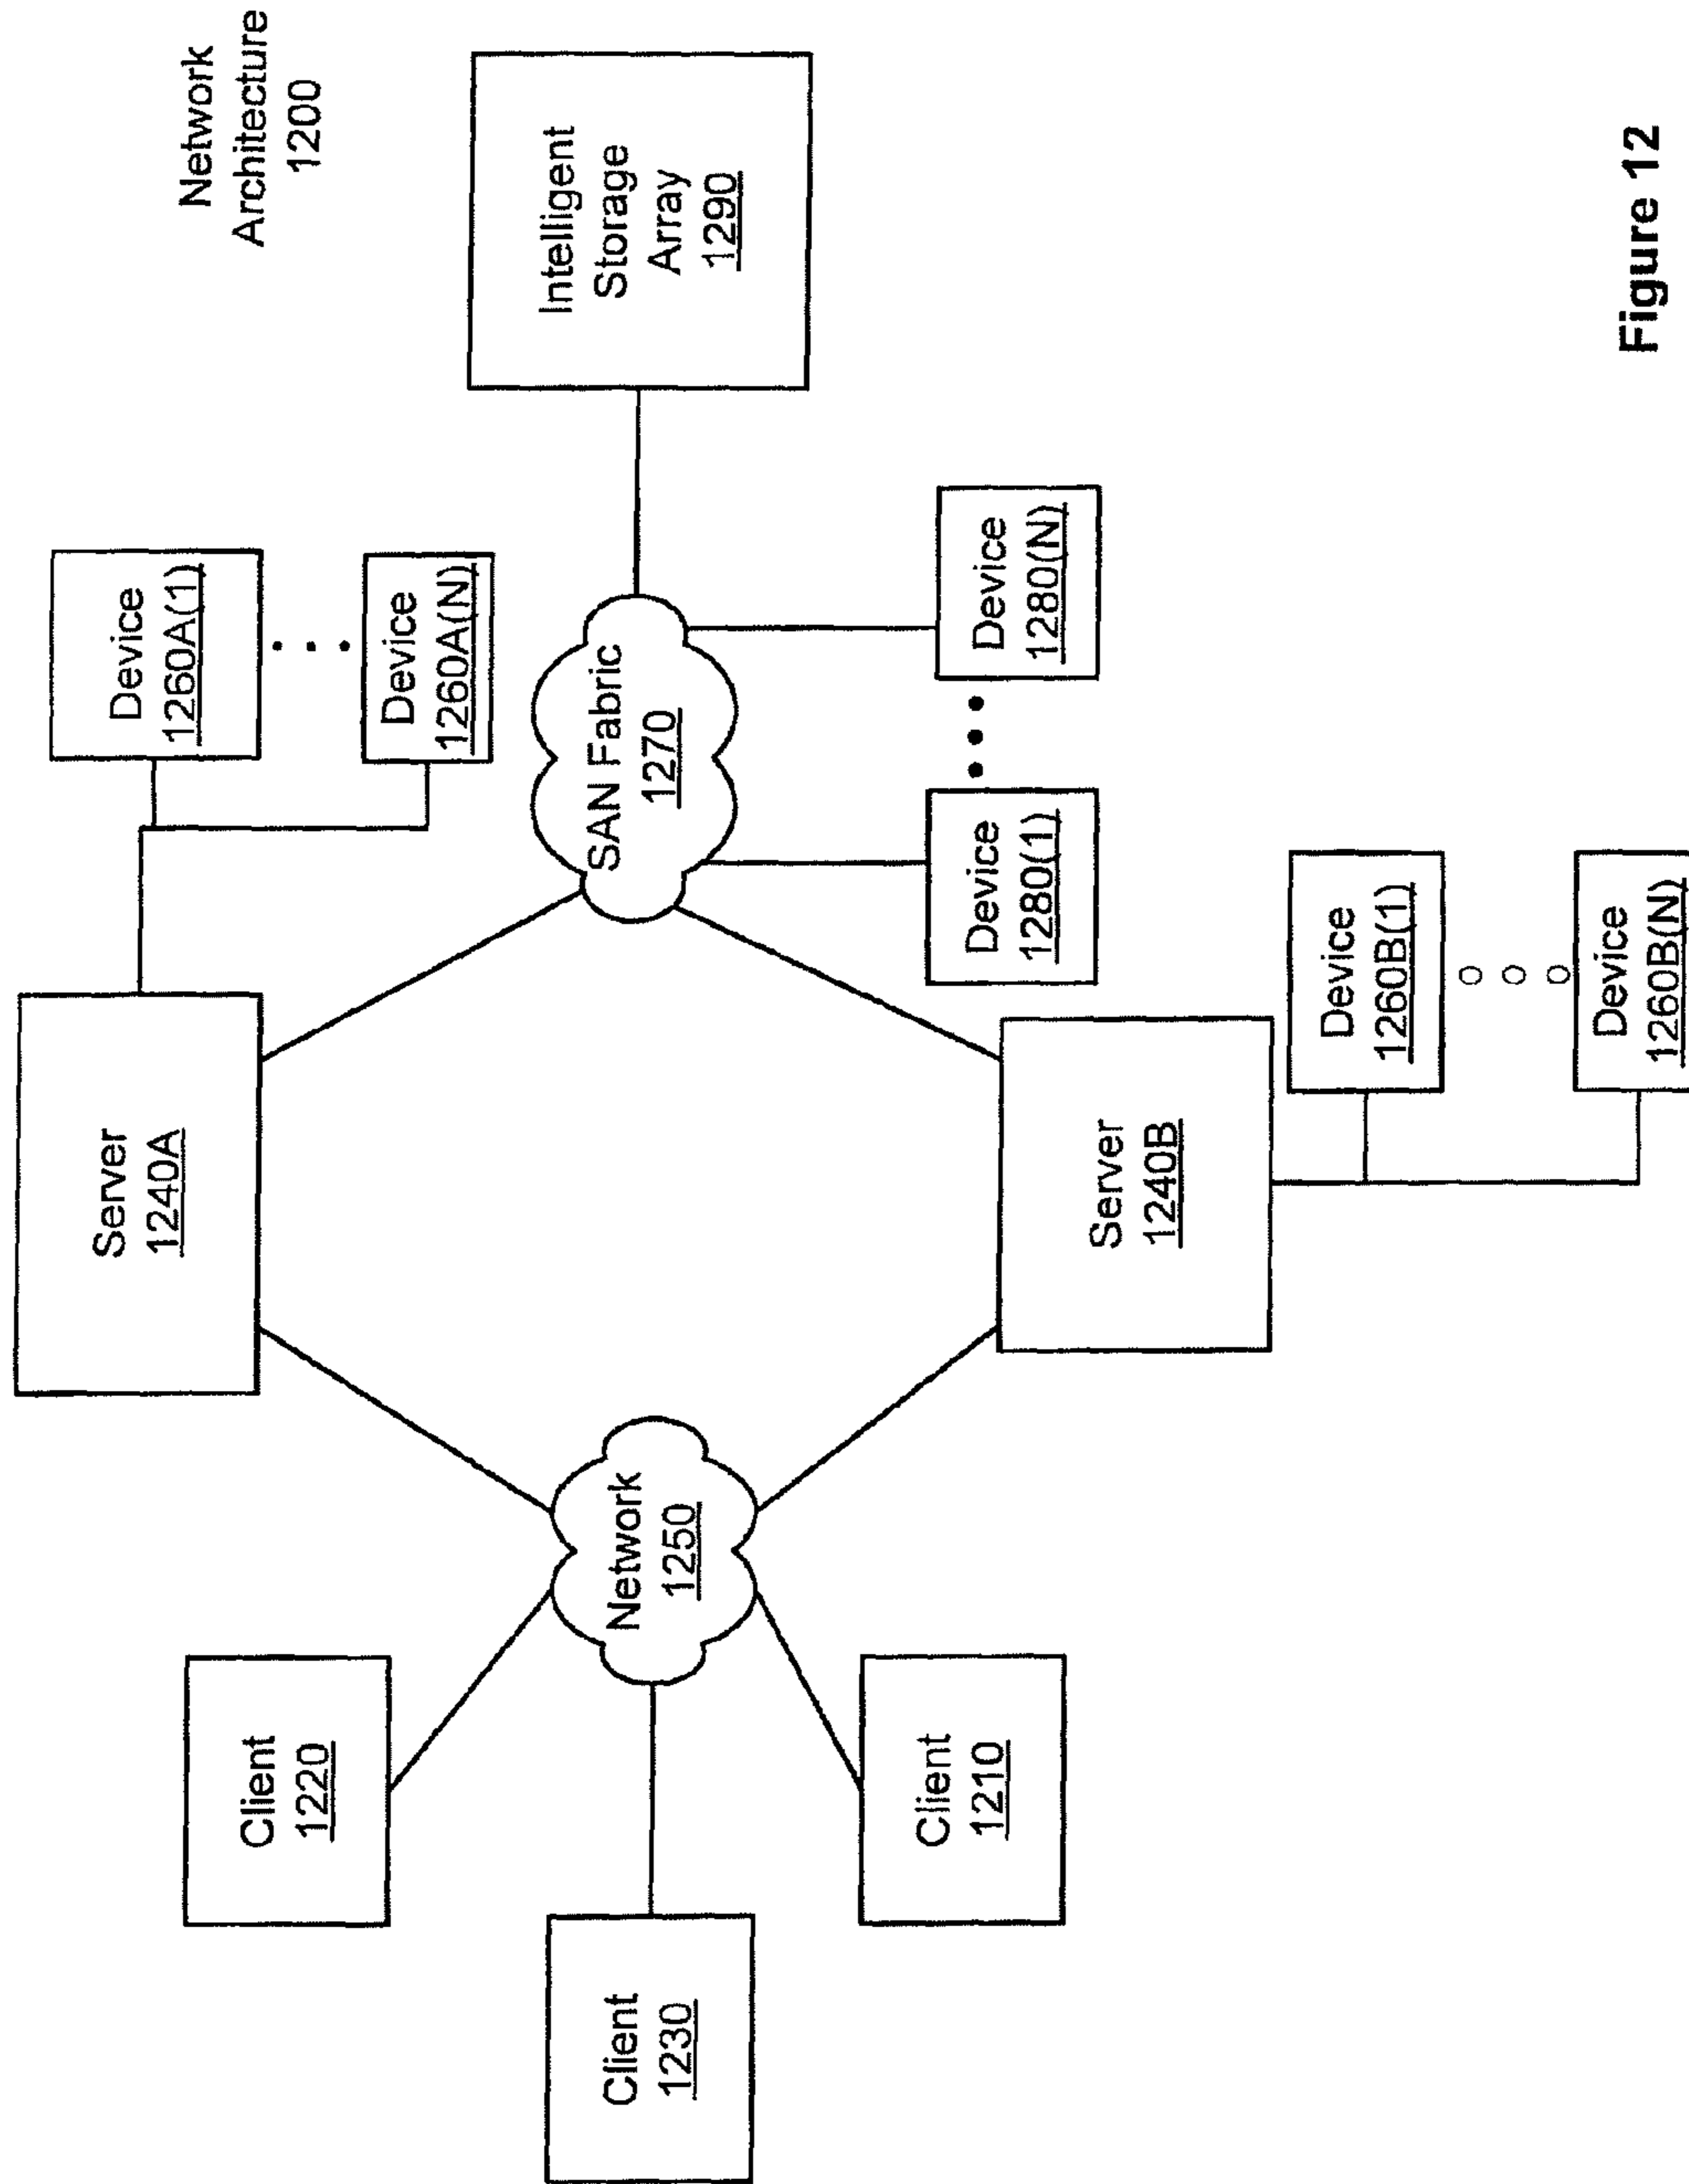 Network
Architecture
1200
Client
1220
Client
1230
Client
1210
Network
1250
Server
1240A
Server
1240B
Device
1260A(1)
Device
1260A(N)
SAN Fabric
1270
Intelligent
Storage
Array
1290
Device
1280(1)
Device
1280(N)
Device
1260B(1)
Device
1260B(N)
Figure 12